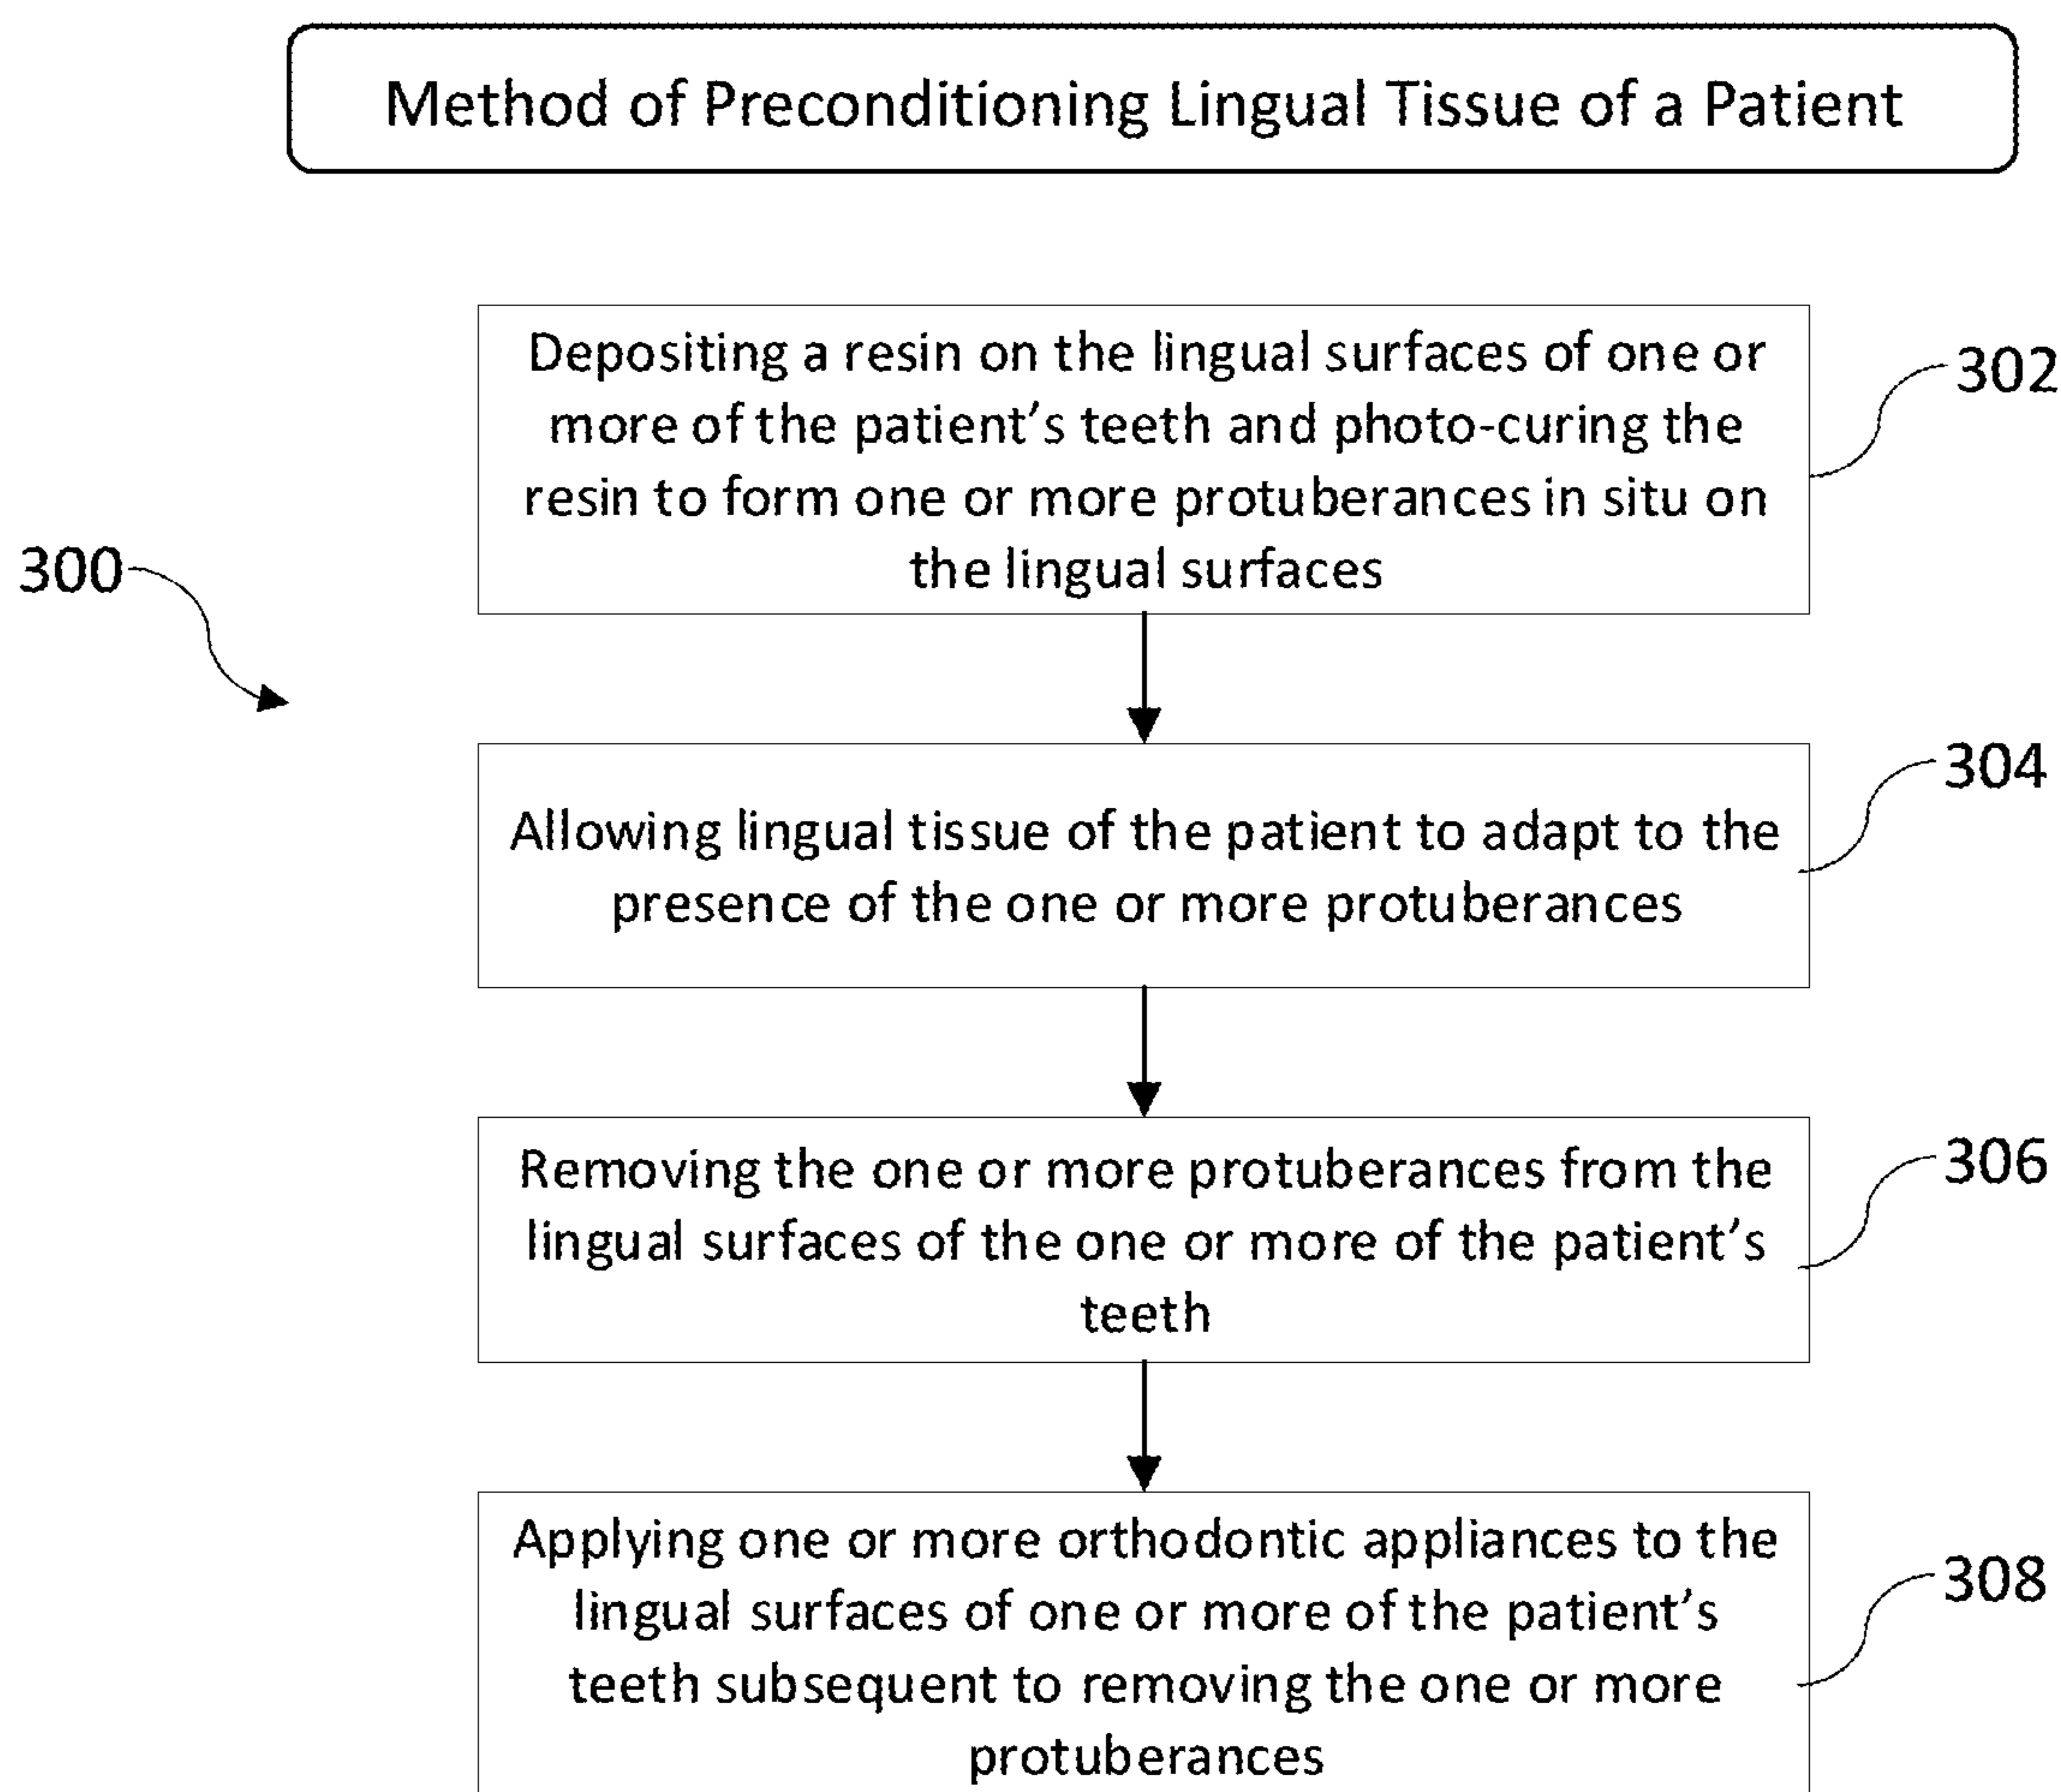 Method of Preconditioning Lingual Tissue of a Patient
Depositing a resin on the lingual surfaces of one or
more of the patient's teeth and photo-curing the
resin to form one or more protuberances in situ on
the lingual surfaces
302
300
Allowing lingual tissue of the patient to adapt to the
presence of the one or more protuberances
304
Removing the one or more protuberances from the
lingual surfaces of the one or more of the patient's
teeth
306
Applying one or more orthodontic appliances to the
lingual surfaces of one or more of the patient's
teeth subsequent to removing the one or more
protuberances
308